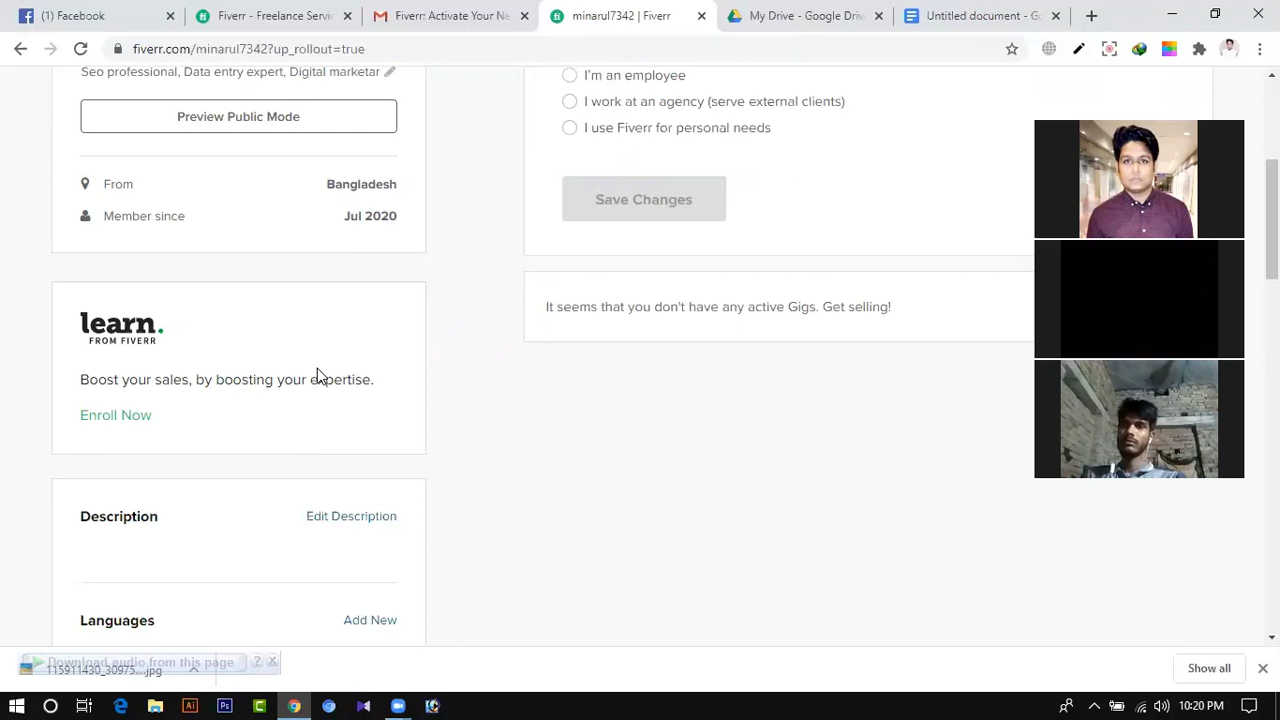 (1) Facebook
Fiverr - Freelance Servi
Fiverr: Activate Your Ne
minarul7342 | Fiverr
My Drive - Google Driv
Untitled document - Go
fiverr.com/minarul7342?up_rollout=true
Seo professional, Data entry expert, Digital marketar
Preview Public Mode
From Bangladesh
Member since Jul 2020
I'm an employee
I work at an agency (serve external clients)
I use Fiverr for personal needs
Save Changes
It seems that you don't have any active Gigs. Get selling!
learn.
FROM FIVERR
Boost your sales, by boosting your expertise.
Enroll Now
Description Edit Description
Languages Add New
Download audio from this page
115911430_30975....jpg
Show all
10:20 PM